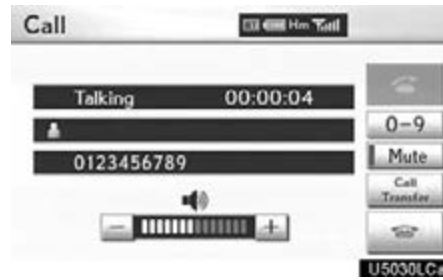 Call
Hm
Talking 00:00:04
0123456789
- +
0-9
Mute
Call
Transfer
U5030LC